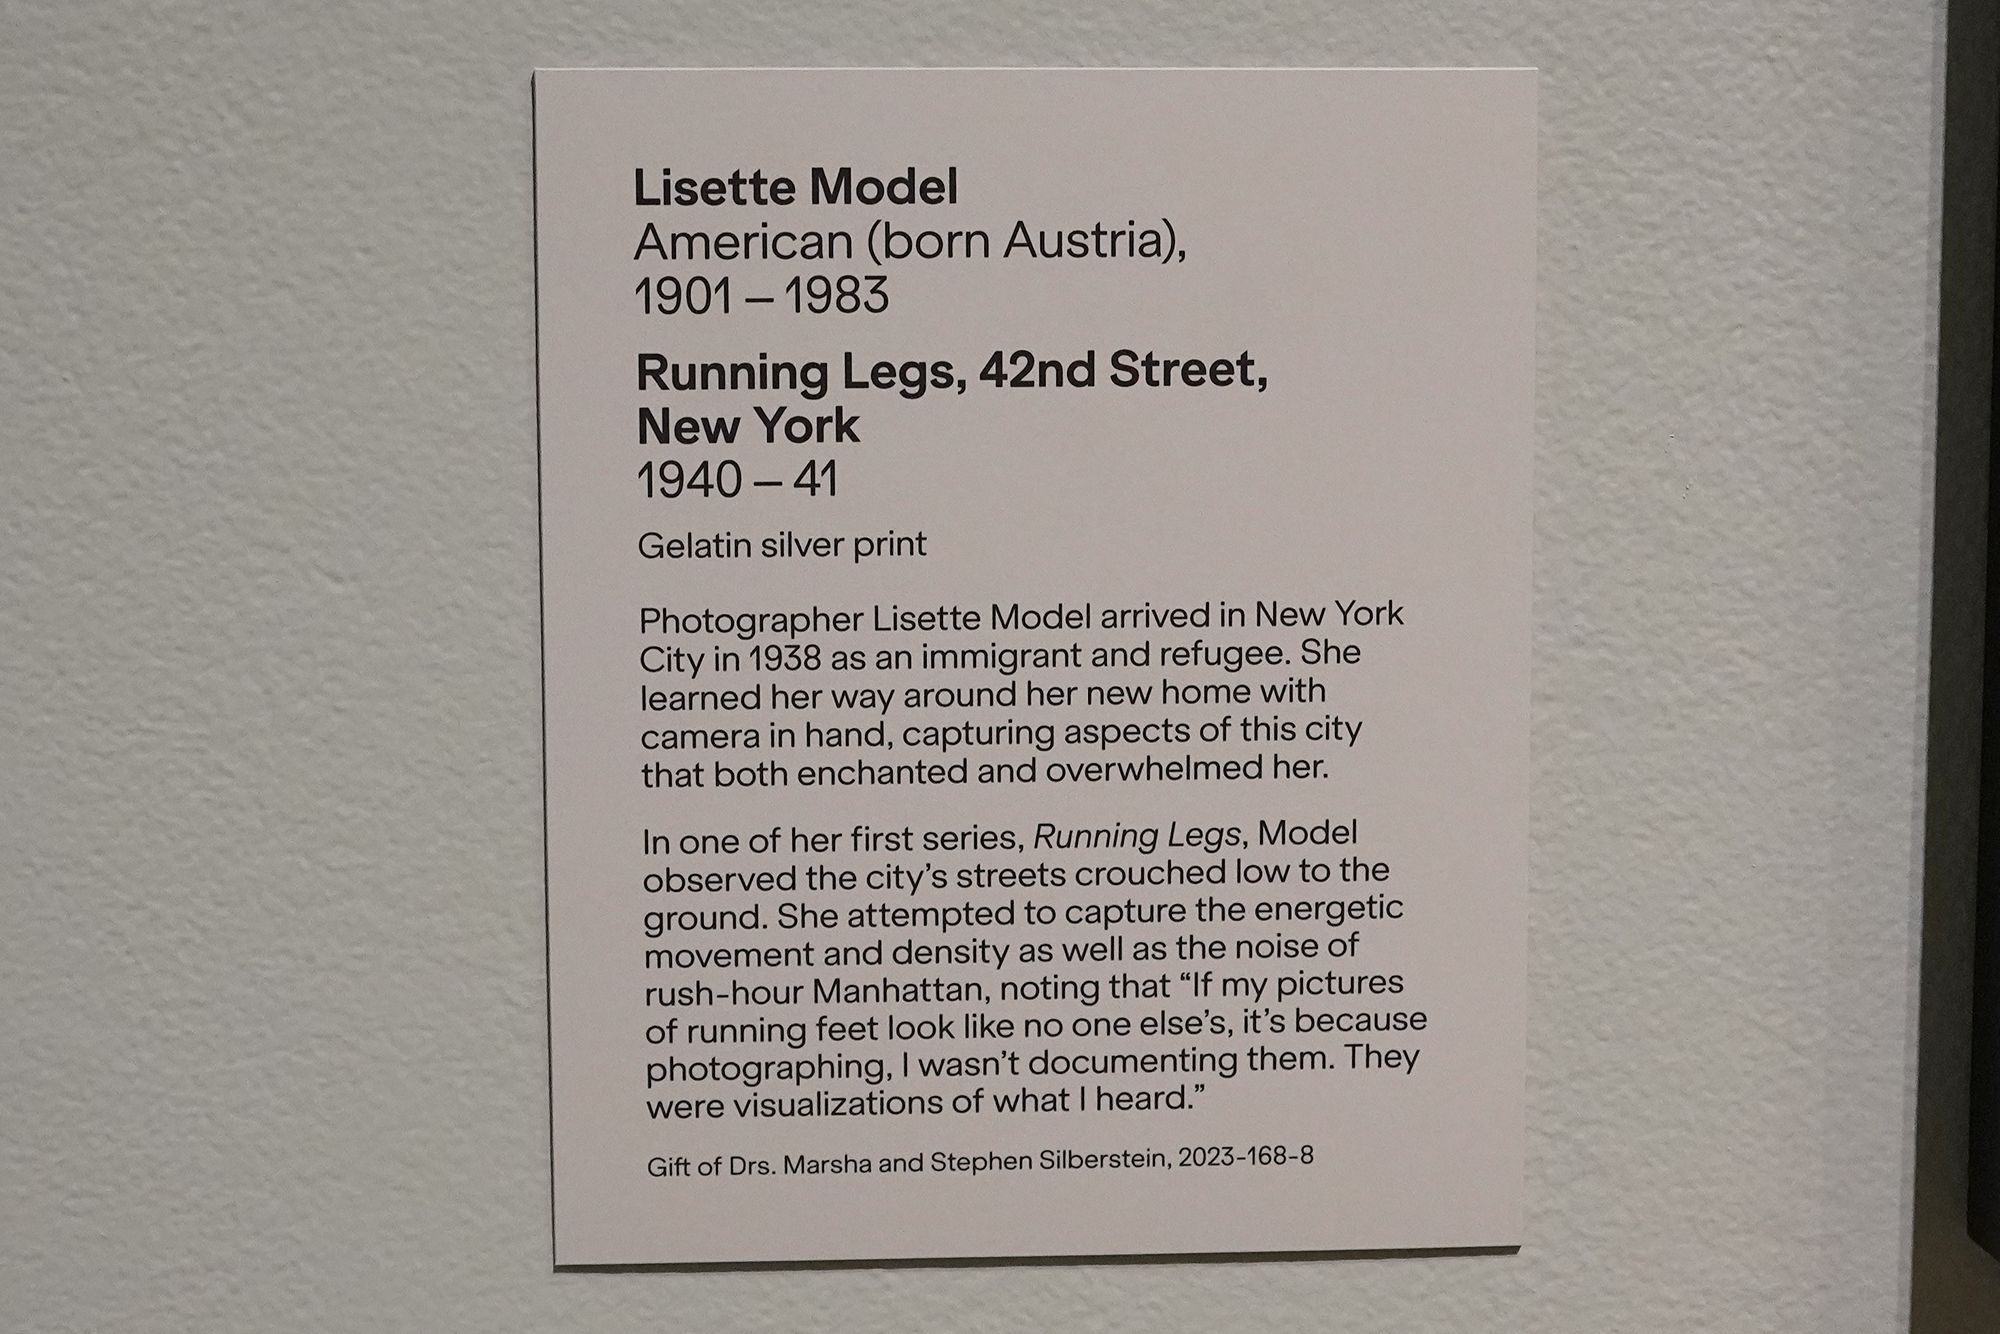 Lisette Model
American (born Austria),
1901 – 1983
Running Legs, 42nd Street,
New York
1940 – 41
Gelatin silver print
Photographer Lisette Model arrived in New York
City in 1938 as an immigrant and refugee. She
learned her way around her new home with
camera in hand, capturing aspects of this city
that both enchanted and overwhelmed her.
In one of her first series, Running Legs, Model
observed the city’s streets crouched low to the
ground. She attempted to capture the energetic
movement and density as well as the noise of
rush-hour Manhattan, noting that “If my pictures
of running feet look like no one else’s, it’s because
photographing, I wasn’t documenting them. They
were visualizations of what I heard.”
Gift of Drs. Marsha and Stephen Silberstein, 2023-168-8